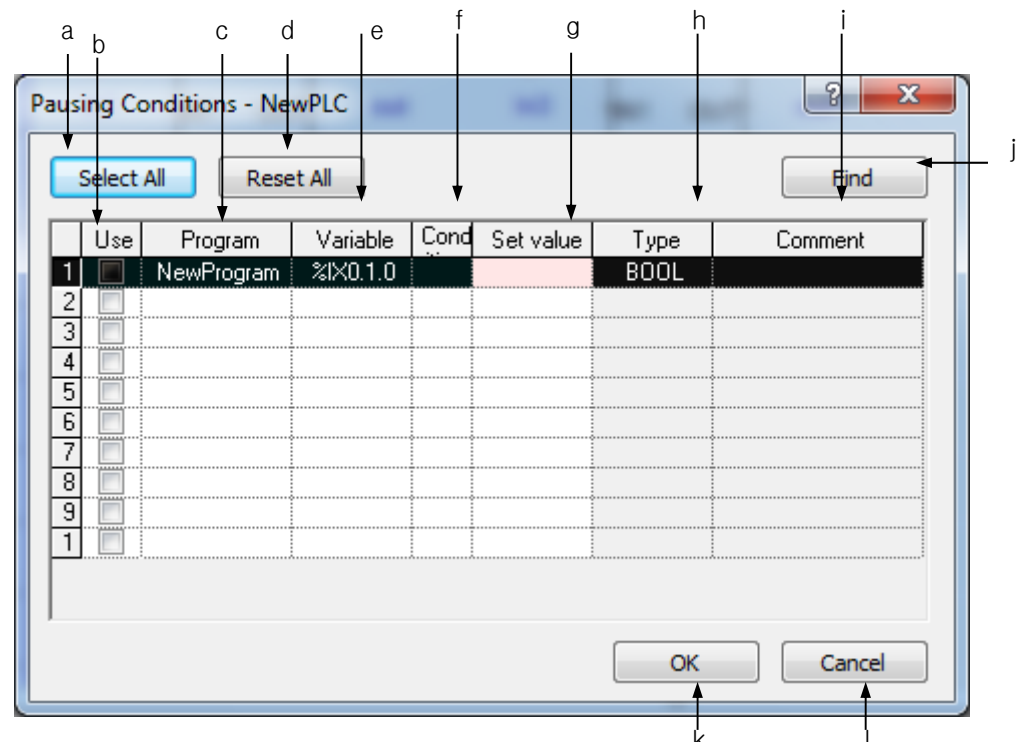 a b c d e f g h i
Pausing Conditions - NewPLC ? X
Select All Reset All Find j
Use Program Variable Cond Set value Type Comment
1 NewProgram %IX0.1.0 BOOL
2
3
4
5
6
7
8
9
1
OK Cancel
k l